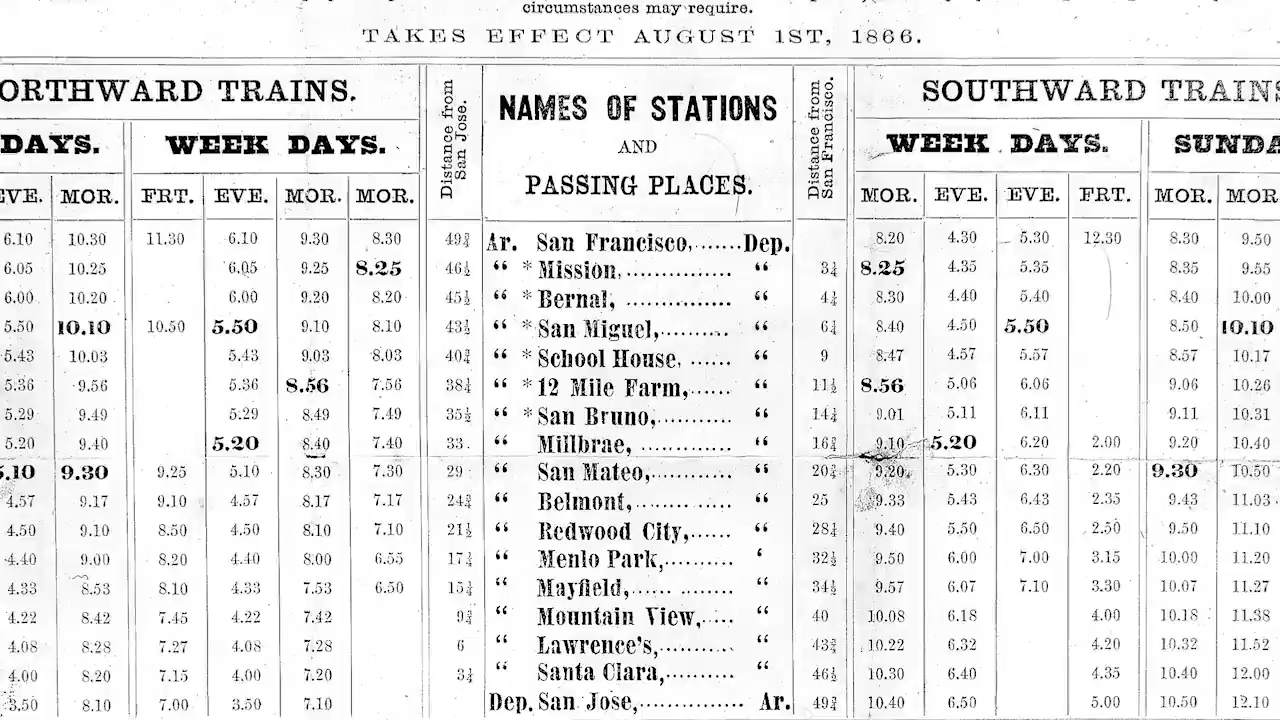 circumstances may require.
TAKES EFFECT AUGUST 1ST, 1866.
ORTHWARD TRAINS. Distance from San Jose. NAMES OF STATIONS AND PASSING PLACES. Distance from San Francisco. SOUTHWARD TRAINS
DAYS. WEEK DAYS. WEEK DAYS. SUNDA
EVE. MOR. FRT. EVE. MOR. MOR. MOR. EVE. EVE. FRT. MOR. MOR
6.10 10.30 11.30 6.10 9.30 8.30 49¾ Ar. San Francisco,.......Dep. 8.20 4.30 5.30 12.30 8.30 9.50
6.05 10.25 6.05 9.25 8.25 46½ “ *Mission,............... “ 3¼ 8.25 4.35 5.35 8.35 9.55
6.00 10.20 6.00 9.20 8.20 45½ “ *Bernal, ............... “ 4¼ 8.30 4.40 5.40 8.40 10.00
5.50 10.10 10.50 5.50 9.10 8.10 43½ “ *San Miguel,.......... “ 6¼ 8.40 4.50 5.50 8.50 10.10
5.43 10.03 5.43 9.03 8.03 40¾ “ *School House, ...... “ 9 8.47 4.57 5.57 8.57 10.17
5.36 9.56 5.36 8.56 7.56 38¼ “ *12 Mile Farm,...... “ 11½ 8.56 5.06 6.06 9.06 10.26
5.29 9.49 5.29 8.49 7.49 35½ “ *San Bruno,........... “ 14¼ 9.01 5.11 6.11 9.11 10.31
5.20 9.40 5.20 8.40 7.40 33 “ Millbrae, ............. “ 16¾ 9.10 5.20 6.20 2.00 9.20 10.40
5.10 9.30 9.25 5.10 8.30 7.30 29 “ San Mateo,........... “ 20¾ 9.20 5.30 6.30 2.20 9.30 10.50
4.57 9.17 9.10 4.57 8.17 7.17 24¾ “ Belmont,............. “ 25 9.33 5.43 6.43 2.35 9.43 11.03
4.50 9.10 8.50 4.50 8.10 7.10 21½ “ Redwood City,...... “ 28¼ 9.40 5.50 6.50 2.50 9.50 11.10
4.40 9.00 8.20 4.40 8.00 6.55 17¼ “ Menlo Park,.......... ‘ 32½ 9.50 6.00 7.00 3.15 10.00 11.20
4.33 8.53 8.10 4.33 7.53 6.50 15¼ “ Mayfield,...... ........ “ 34½ 9.57 6.07 7.10 3.30 10.07 11.27
4.22 8.42 7.45 4.22 7.42 9¾ “ Mountain View,..... “ 40 10.08 6.18 4.00 10.18 11.38
4.08 8.28 7.27 4.08 7.28 6 “ Lawrence's,........... “ 43¾ 10.22 6.32 4.20 10.32 11.52
4.00 8.20 7.15 4.00 7.20 3¼ “ Santa Clara,.......... “ 46½ 10.30 6.40 4.35 10.40 12.00
3.50 8.10 7.00 3.50 7.10 Dep. San Jose,............... Ar. 49¾ 10.40 6.50 5.00 10.50 12.10